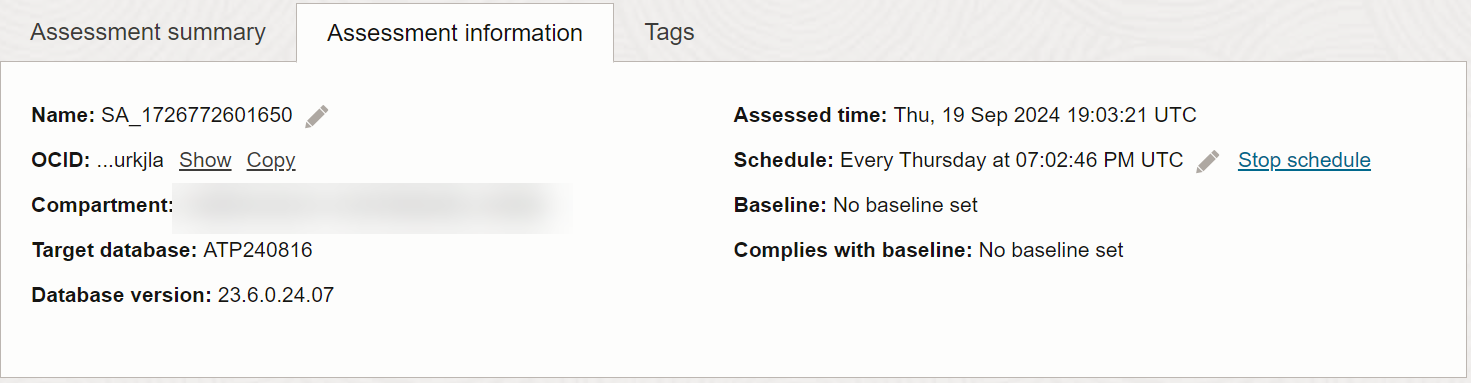 Assessment summary
Assessment information
Tags
Name: SA_1726772601650
OCID: ...urkjla Show Copy
Compartment:
Target database: ATP240816
Database version: 23.6.0.24.07
Assessed time: Thu, 19 Sep 2024 19:03:21 UTC
Schedule: Every Thursday at 07:02:46 PM UTC Stop schedule
Baseline: No baseline set
Complies with baseline: No baseline set